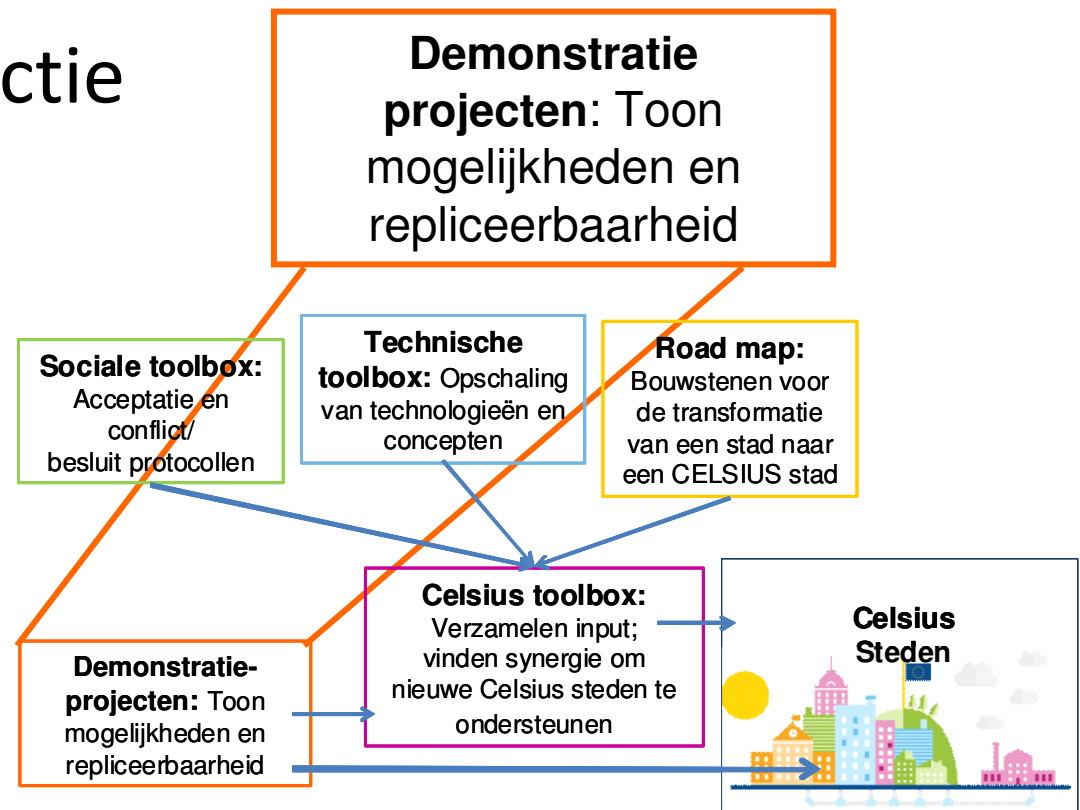 ctie
Demonstratie
projecten: Toon
mogelijkheden en
repliceerbaarheid
Sociale toolbox:
Acceptatie en
conflict/
besluit protocollen
Technische
toolbox: Opschaling
van technologieën en
concepten
Road map:
Bouwstenen voor
de transformatie
van een stad naar
een CELSIUS stad
Celsius toolbox:
Verzamelen input;
vinden synergie om
nieuwe Celsius steden te
ondersteunen
Celsius
Steden
Demonstratie-
projecten: Toon
mogelijkheden en
repliceerbaarheid